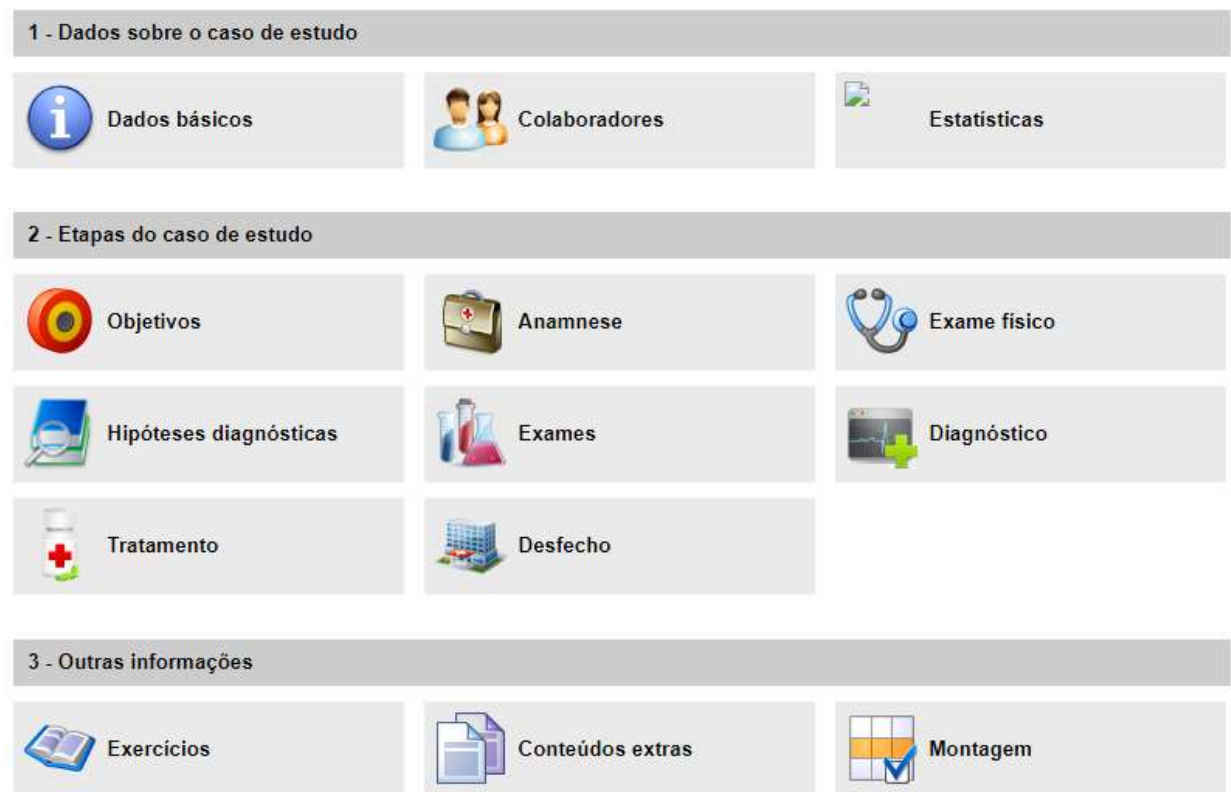 1 - Dados sobre o caso de estudo
Dados básicos
Colaboradores
Estatísticas
2 - Etapas do caso de estudo
Objetivos
Anamnese
Exame físico
Hipóteses diagnósticas
Exames
Diagnóstico
Tratamento
Desfecho
3 - Outras informações
Exercícios
Conteúdos extras
Montagem